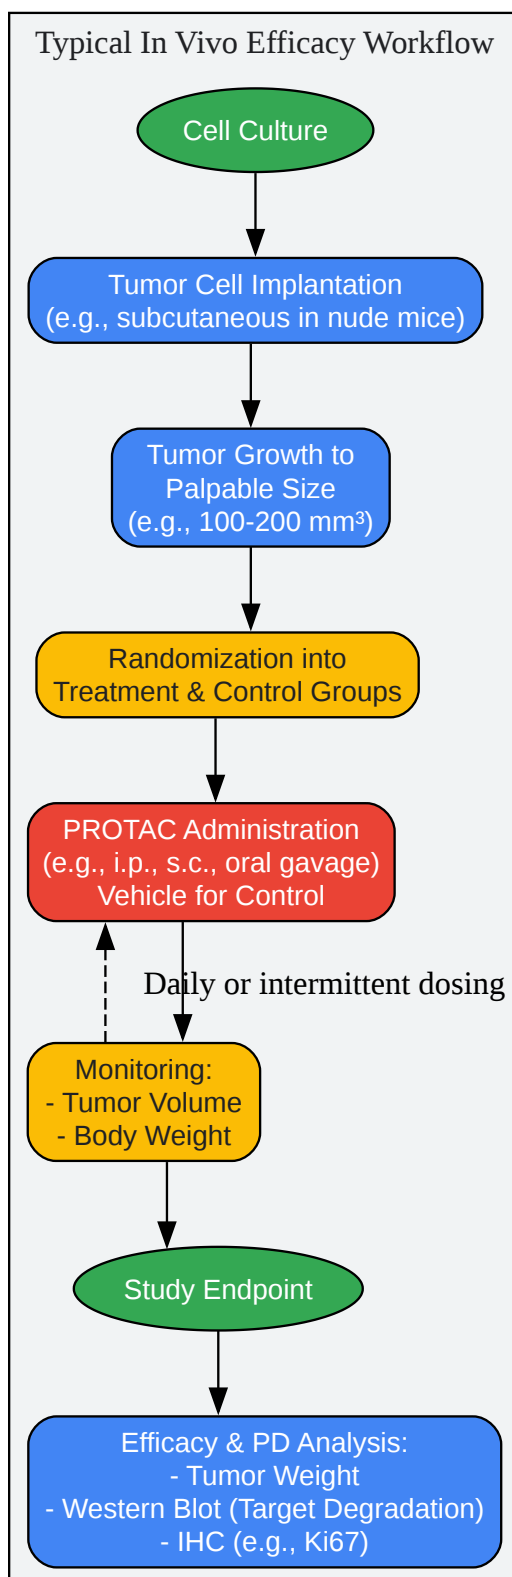 Typical In Vivo Efficacy Workflow
Cell Culture
Tumor Cell Implantation
(e.g., subcutaneous in nude mice)
Tumor Growth to
Palpable Size
(e.g., 100-200 mm³)
Randomization into
Treatment & Control Groups
PROTAC Administration
(e.g., i.p., s.c., oral gavage)
Vehicle for Control
Daily or intermittent dosing
Monitoring:
- Tumor Volume
- Body Weight
Study Endpoint
Efficacy & PD Analysis:
- Tumor Weight
- Western Blot (Target Degradation)
- IHC (e.g., Ki67)